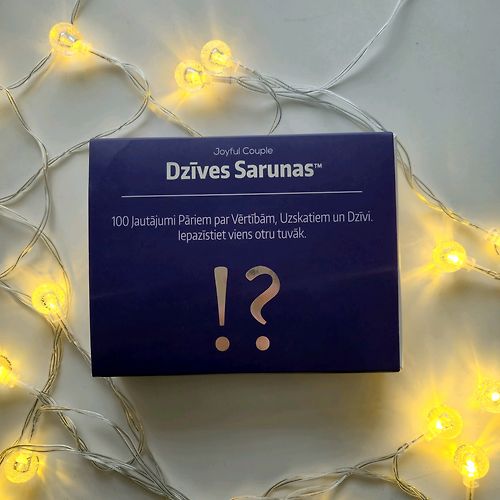 Joyful Couple
Dzīves Sarunas™
100 Jautājumi Pāriem par Vērtībām, Uzskatiem un Dzīvi.
Iepazīstiet viens otru tuvāk.
!?